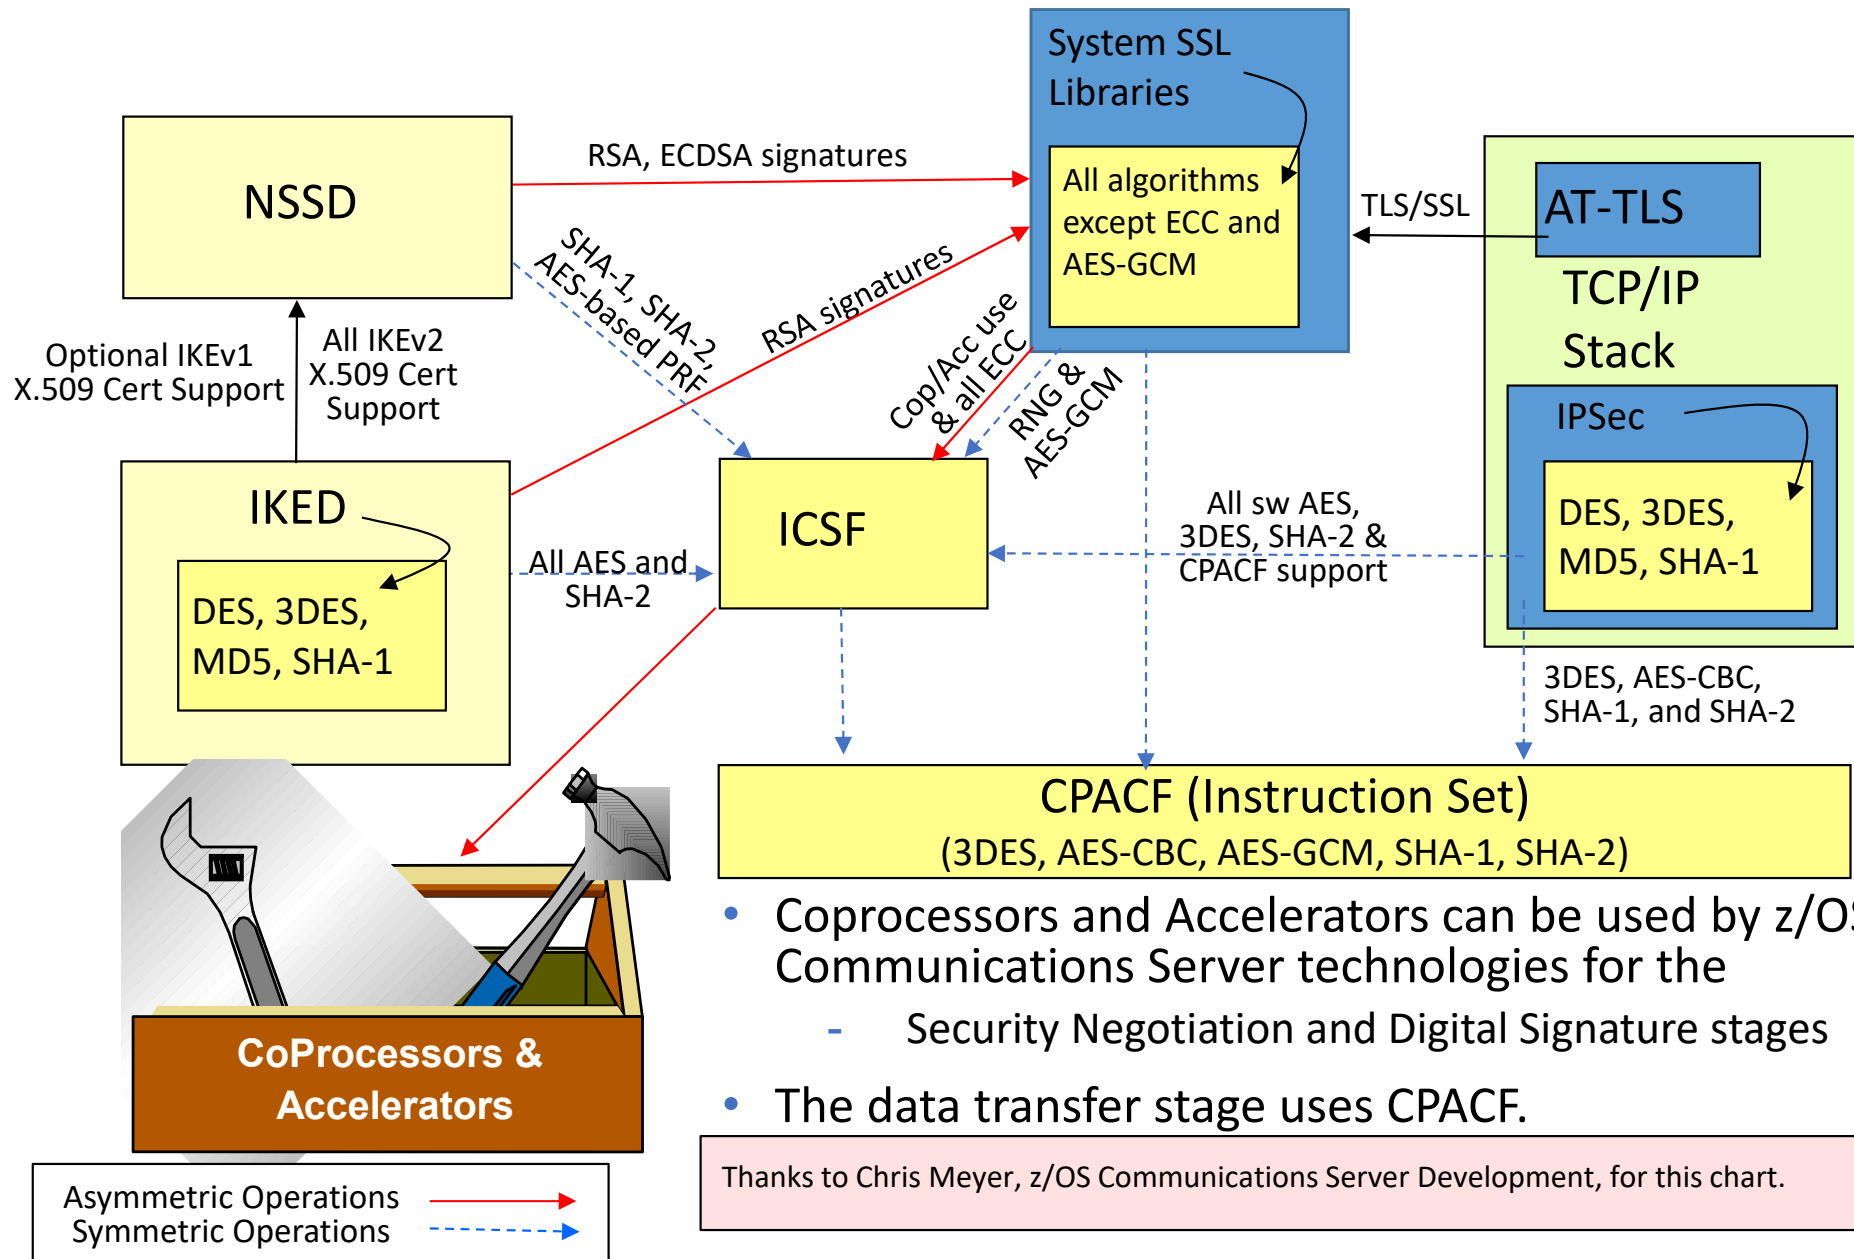 System SSL
Libraries
All algorithms
except ECC and
AES-GCM
NSSD
RSA, ECDSA signatures
TLS/SSL
AT-TLS
TCP/IP
Stack
SHA-1, SHA-2,
AES-based PRF
RSA signatures
Cop/Acc use
& all ECC
RNG &
AES-GCM
Optional IKEv1
X.509 Cert Support
All IKEv2
X.509 Cert
Support
IPSec
DES, 3DES,
MD5, SHA-1
IKED
DES, 3DES,
MD5, SHA-1
All AES and
SHA-2
ICSF
All sw AES,
3DES, SHA-2 &
CPACF support
3DES, AES-CBC,
SHA-1, and SHA-2
CPACF (Instruction Set)
(3DES, AES-CBC, AES-GCM, SHA-1, SHA-2)
• Coprocessors and Accelerators can be used by z/OS
Communications Server technologies for the
- Security Negotiation and Digital Signature stages
• The data transfer stage uses CPACF.
CoProcessors &
Accelerators
Thanks to Chris Meyer, z/OS Communications Server Development, for this chart.
Asymmetric Operations
Symmetric Operations